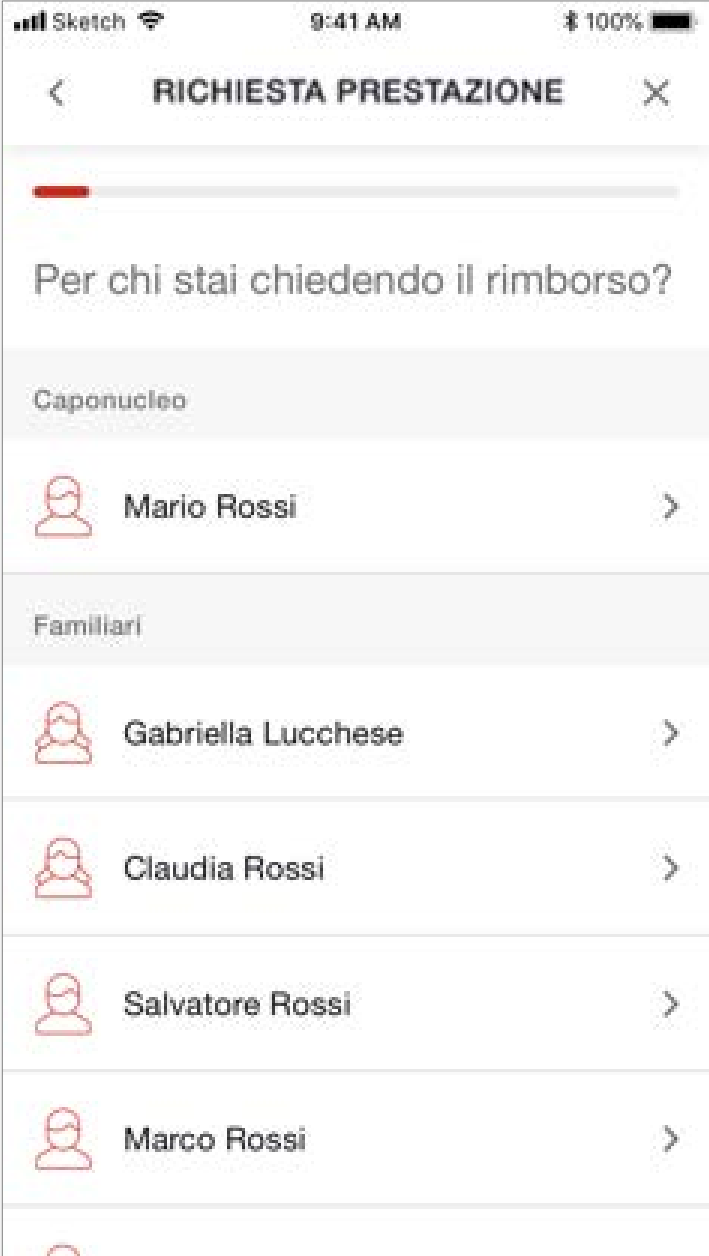 Sketch 9:41 AM 100%
RICHIESTA PRESTAZIONE
Per chi stai chiedendo il rimborso?
Caponucleo
Mario Rossi
Familiari
Gabriella Lucchese
Claudia Rossi
Salvatore Rossi
Marco Rossi